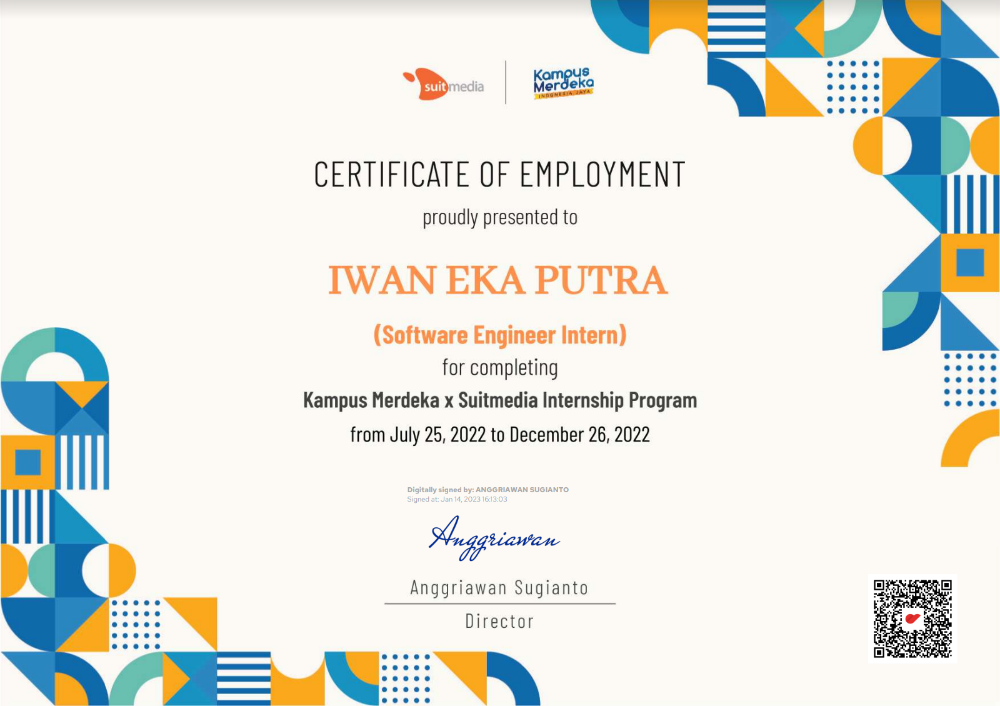 suitmedia
Kampus
Merdeka
INDONESIA JAYA
CERTIFICATE OF EMPLOYMENT
proudly presented to
IWAN EKA PUTRA
(Software Engineer Intern)
for completing
Kampus Merdeka x Suitmedia Internship Program
from July 25, 2022 to December 26, 2022
Digitally signed by: ANGGRIAWAN SUGIANTO
Signed at: Jan 14, 2023 16:13:03
Anggriawan
Anggriawan Sugianto
Director